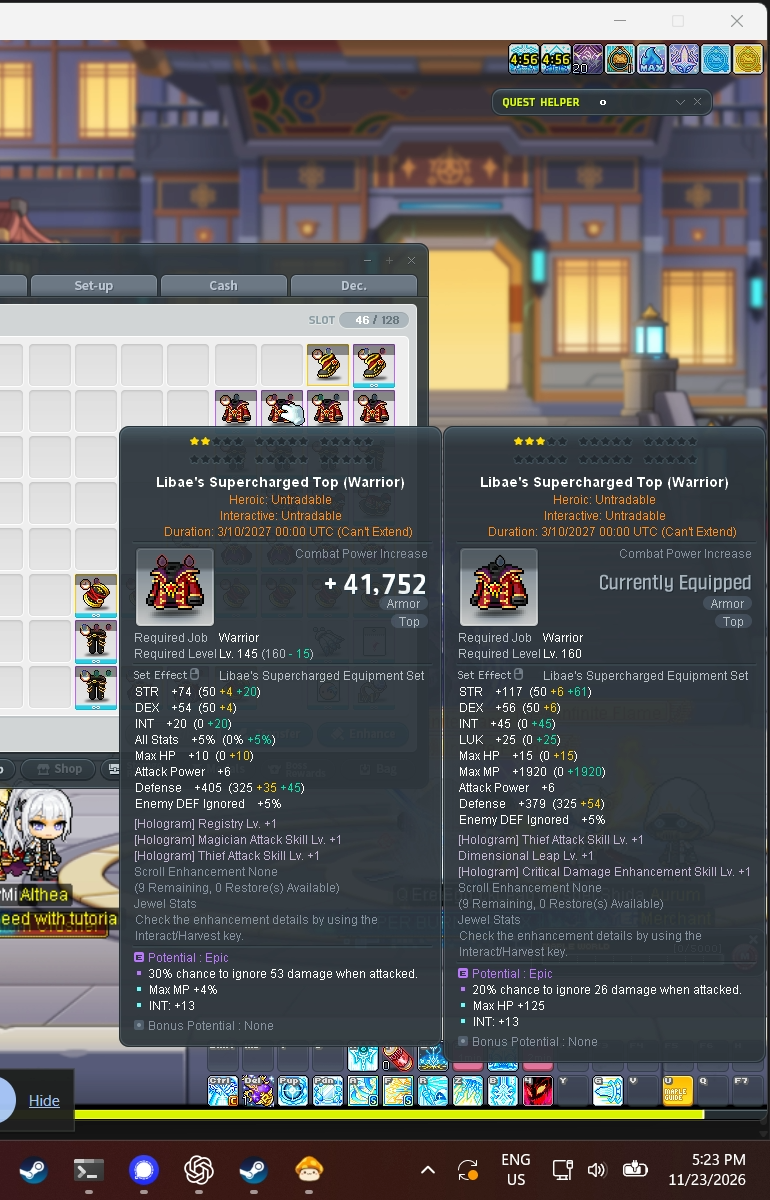 4:56
4:56
20
MAX
QUEST HELPER
Set-up
Cash
Dec.
SLOT 46 / 128
Libae's Supercharged Top (Warrior)
Heroic: Untradable
Interactive: Untradable
Duration: 3/10/2027 00:00 UTC (Can't Extend)
Combat Power Increase
+ 41,752
Armor
Top
Required Job Warrior
Required Level Lv. 145 (160 - 15)
Set Effect Libae's Supercharged Equipment Set
STR +74 (50 +4 +20)
DEX +54 (50 +4)
INT +20 (0 +20)
All Stats +5% (0% +5%)
Max HP +10 (0 +10)
Attack Power +6
Defense +405 (325 +35 +45)
Enemy DEF Ignored +5%
[Hologram] Registry Lv. +1
[Hologram] Magician Attack Skill Lv. +1
[Hologram] Thief Attack Skill Lv. +1
Scroll Enhancement None
(9 Remaining, 0 Restore(s) Available)
Jewel Stats
Check the enhancement details by using the
Interact/Harvest key.
E Potential : Epic
30% chance to ignore 53 damage when attacked.
Max MP +4%
INT: +13
Bonus Potential : None
Libae's Supercharged Top (Warrior)
Heroic: Untradable
Interactive: Untradable
Duration: 3/10/2027 00:00 UTC (Can't Extend)
Combat Power Increase
Currently Equipped
Armor
Top
Required Job Warrior
Required Level Lv. 160
Set Effect Libae's Supercharged Equipment Set
STR +117 (50 +6 +61)
DEX +56 (50 +6)
INT +45 (0 +45)
LUK +25 (0 +25)
Max HP +15 (0 +15)
Max MP +1920 (0 +1920)
Attack Power +6
Defense +379 (325 +54)
Enemy DEF Ignored +5%
[Hologram] Thief Attack Skill Lv. +1
Dimensional Leap Lv. +1
[Hologram] Critical Damage Enhancement Skill Lv. +1
Scroll Enhancement None
(9 Remaining, 0 Restore(s) Available)
Jewel Stats
Check the enhancement details by using the
Interact/Harvest key.
E Potential : Epic
20% chance to ignore 26 damage when attacked.
Max HP +125
INT: +13
Bonus Potential : None
Shop
Althea
eed with tutoria
Ctrl
Del
Pup
Pdn
Y
G
V
U
MAPLE GUIDE
Q
F7
Hide
ENG
US
5:23 PM
11/23/2026